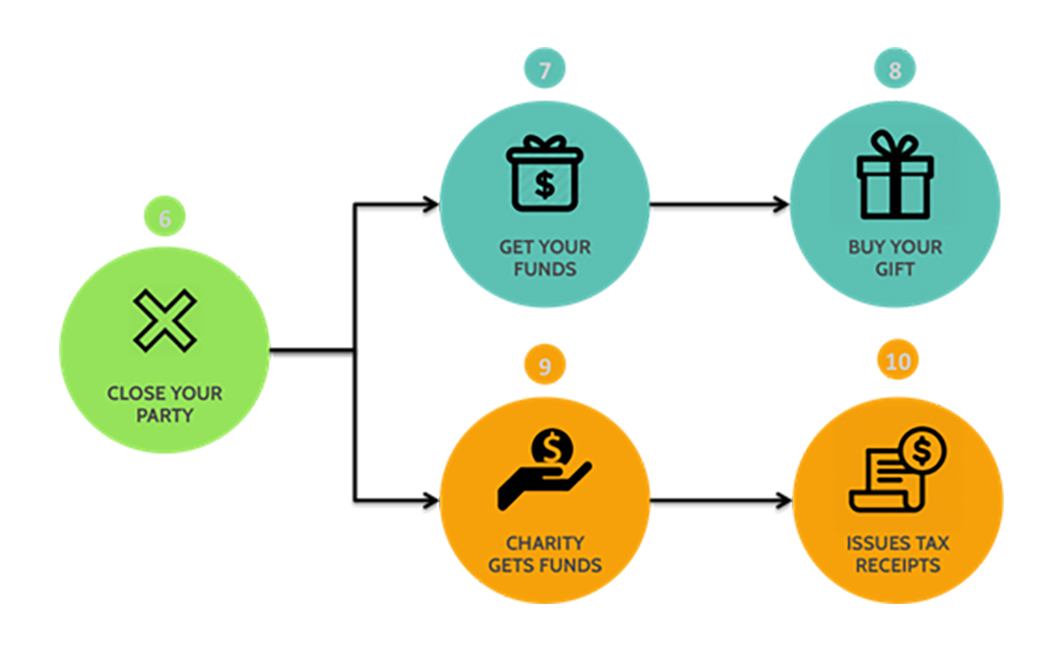 6
CLOSE YOUR
PARTY
7
$
GET YOUR
FUNDS
8
BUY YOUR
GIFT
9
$
CHARITY
GETS FUNDS
10
$
ISSUES TAX
RECEIPTS